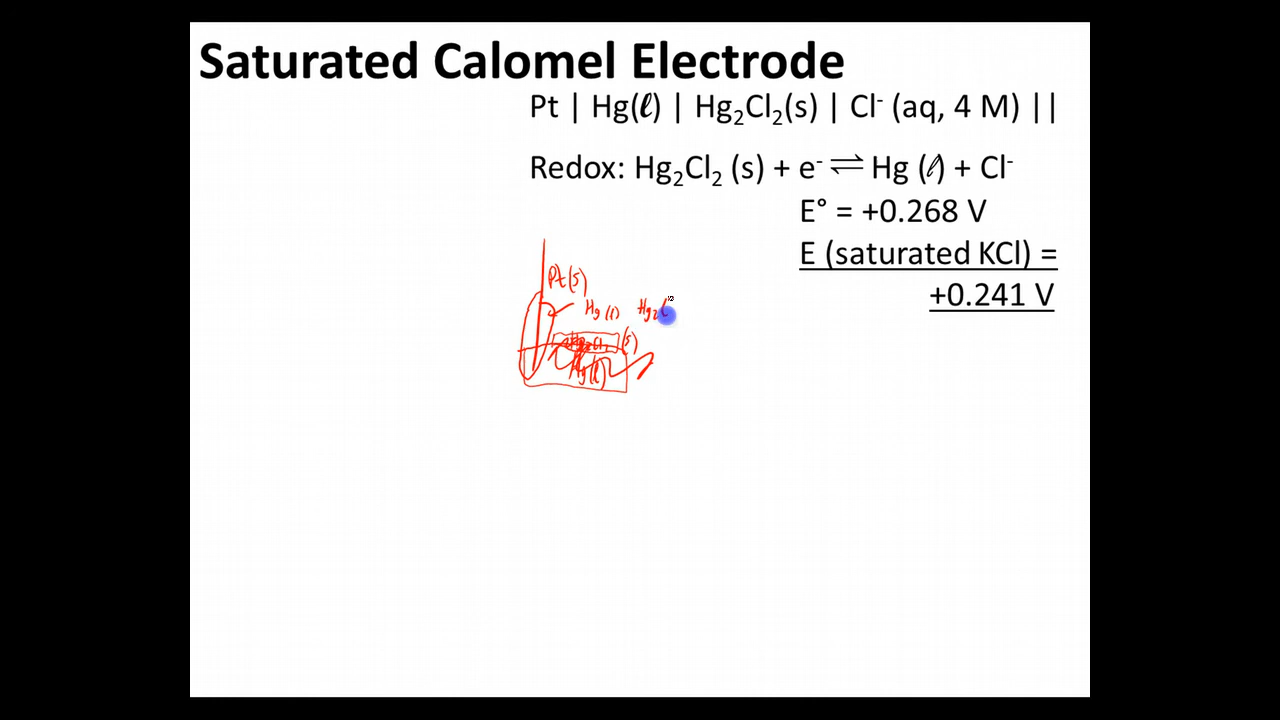 Saturated Calomel Electrode
Pt | Hg(ℓ) | Hg₂Cl₂(s) | Cl⁻ (aq, 4 M) ||
Redox: Hg₂Cl₂ (s) + e⁻ ⇌ Hg (ℓ) + Cl⁻
E° = +0.268 V
E (saturated KCl) =
+0.241 V
Pt(s)
Hg(l) Hg₂
(s)
Hg(l)